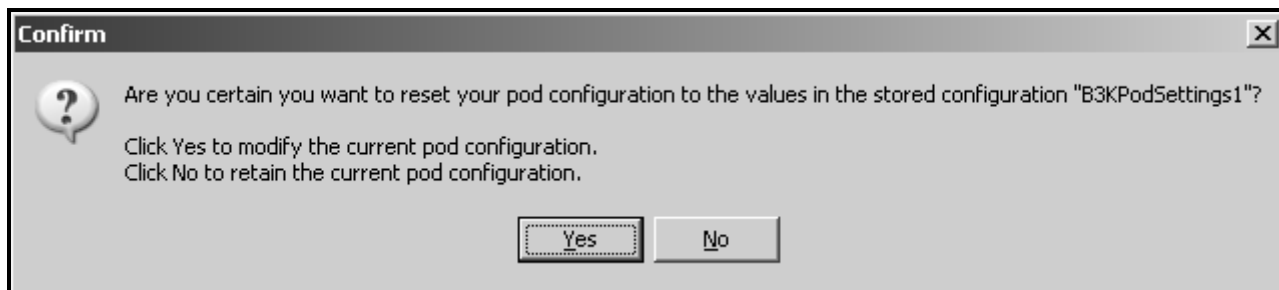 Confirm
Are you certain you want to reset your pod configuration to the values in the stored configuration "B3KPodSettings1"?
Click Yes to modify the current pod configuration.
Click No to retain the current pod configuration.
Yes No